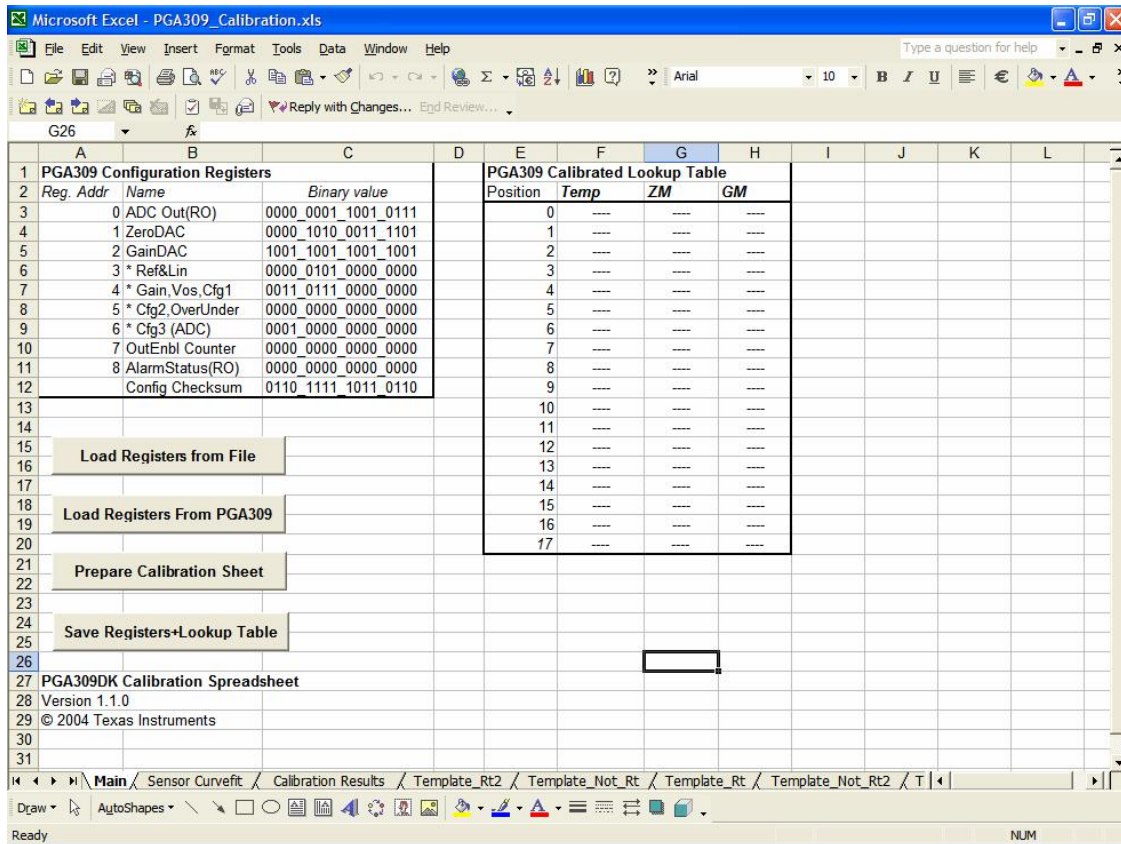 Microsoft Excel - PGA309_Calibration.xls
File Edit View Insert Format Tools Data Window Help Type a question for help
Arial 10 B I U €
Reply with Changes... End Review...
G26 fx
A B C D E F G H I J K L
1 PGA309 Configuration Registers PGA309 Calibrated Lookup Table
2 Reg. Addr Name Binary value Position Temp ZM GM
3 0 ADC Out(RO) 0000_0001_1001_0111 0 ---- ---- ----
4 1 ZeroDAC 0000_1010_0011_1101 1 ---- ---- ----
5 2 GainDAC 1001_1001_1001_1001 2 ---- ---- ----
6 3 * Ref&Lin 0000_0101_0000_0000 3 ---- ---- ----
7 4 * Gain,Vos,Cfg1 0011_0111_0000_0000 4 ---- ---- ----
8 5 * Cfg2,OverUnder 0000_0000_0000_0000 5 ---- ---- ----
9 6 * Cfg3 (ADC) 0001_0000_0000_0000 6 ---- ---- ----
10 7 OutEnbl Counter 0000_0000_0000_0000 7 ---- ---- ----
11 8 AlarmStatus(RO) 0000_0000_0000_0000 8 ---- ---- ----
12 Config Checksum 0110_1111_1011_0110 9 ---- ---- ----
13 10 ---- ---- ----
14 11 ---- ---- ----
15 12 ---- ---- ----
Load Registers from File
16 13 ---- ---- ----
17 14 ---- ---- ----
18 15 ---- ---- ----
Load Registers From PGA309
19 16 ---- ---- ----
20 17 ---- ---- ----
21
Prepare Calibration Sheet
22
23
24
Save Registers+Lookup Table
25
26
27 PGA309DK Calibration Spreadsheet
28 Version 1.1.0
29 © 2004 Texas Instruments
30
31
Main / Sensor Curvefit / Calibration Results / Template_Rt2 / Template_Not_Rt / Template_Rt / Template_Not_Rt2 / T
Draw AutoShapes
Ready NUM